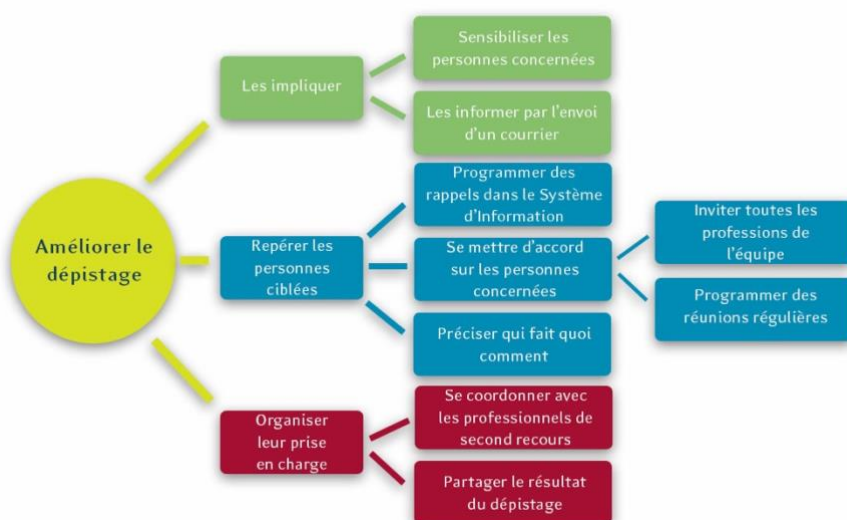 Améliorer le
dépistage
Les impliquer
Sensibiliser les
personnes concernées
Les informer par l'envoi
d'un courrier
Repérer les
personnes
ciblées
Programmer des
rappels dans le Système
d'Information
Se mettre d'accord
sur les personnes
concernées
Inviter toutes les
professions de
l'équipe
Programmer des
réunions régulières
Préciser qui fait quoi
comment
Organiser
leur prise
en charge
Se coordonner avec
les professionnels de
second recours
Partager le résultat
du dépistage